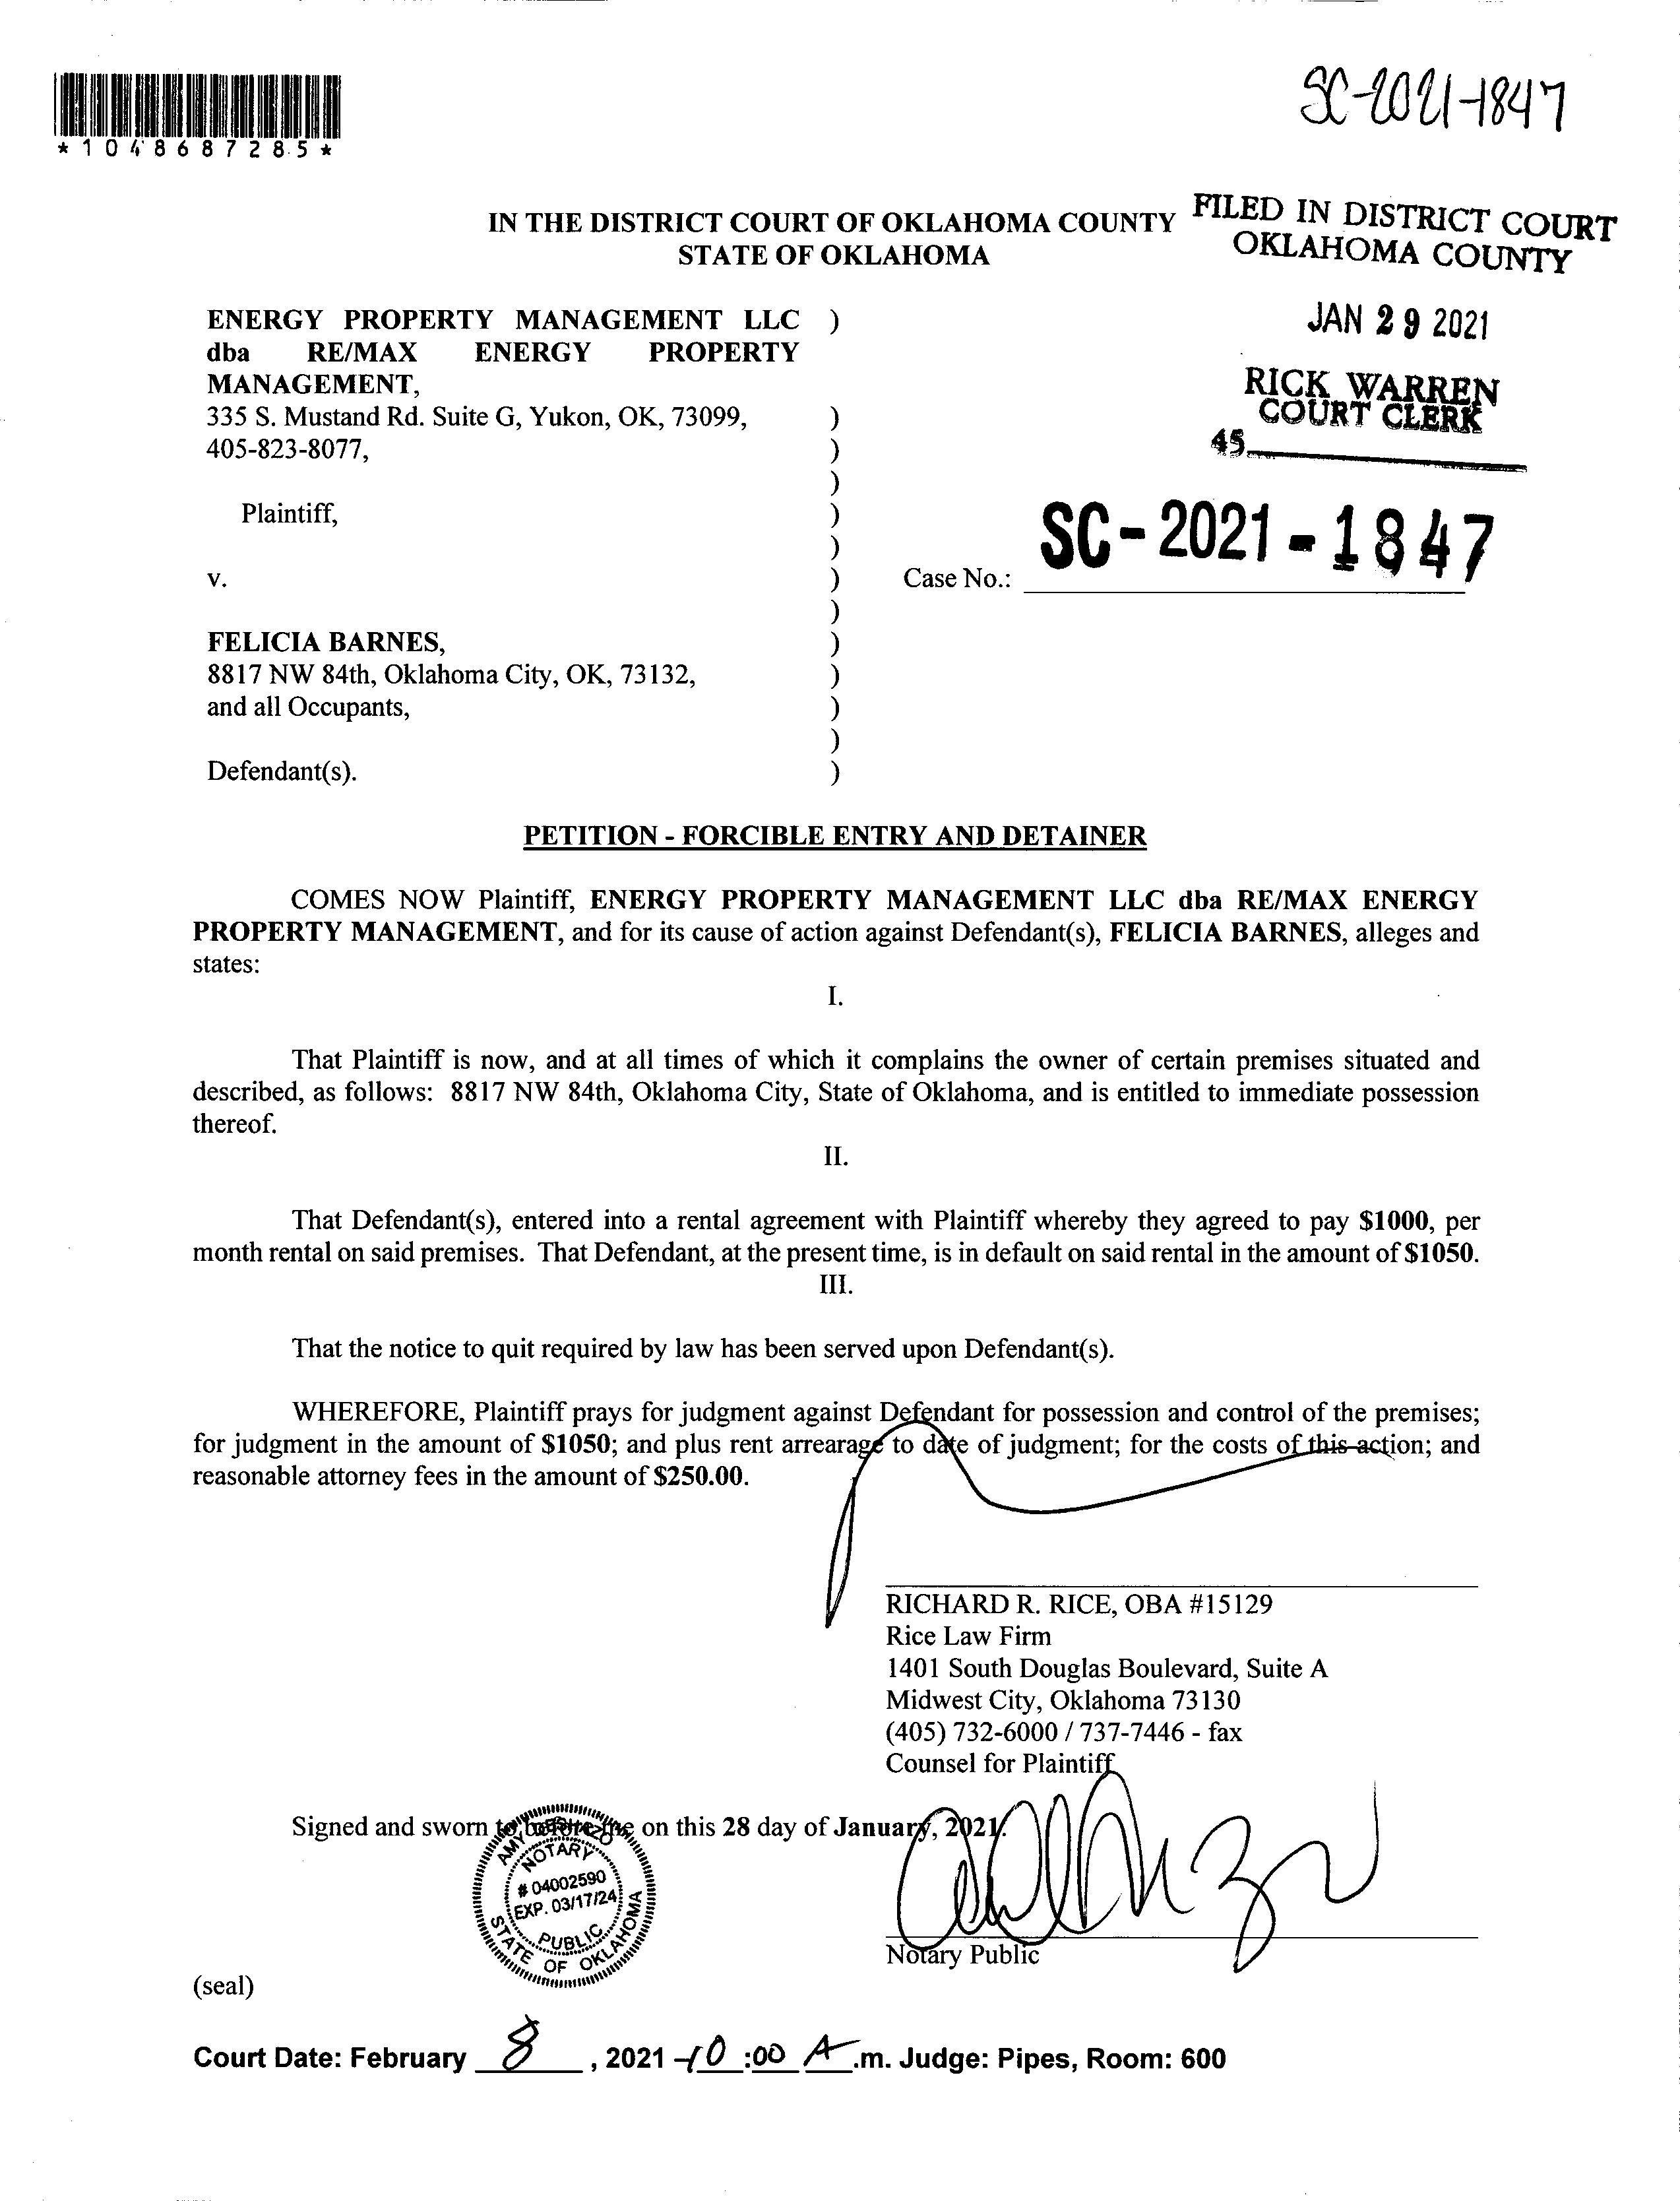 SC-2021-1847
*1048687285*
IN THE DISTRICT COURT OF OKLAHOMA COUNTY
STATE OF OKLAHOMA
FILED IN DISTRICT COURT
OKLAHOMA COUNTY
JAN 29 2021
RICK WARREN
COURT CLERK
45
ENERGY PROPERTY MANAGEMENT LLC )
dba RE/MAX ENERGY PROPERTY
MANAGEMENT,
335 S. Mustand Rd. Suite G, Yukon, OK, 73099, )
405-823-8077, )
)
Plaintiff, )
)
v. )
)
FELICIA BARNES, )
8817 NW 84th, Oklahoma City, OK, 73132, )
and all Occupants, )
)
Defendant(s). )
Case No.: SC-2021-1847
PETITION - FORCIBLE ENTRY AND DETAINER
COMES NOW Plaintiff, ENERGY PROPERTY MANAGEMENT LLC dba RE/MAX ENERGY
PROPERTY MANAGEMENT, and for its cause of action against Defendant(s), FELICIA BARNES, alleges and
states:
I.
That Plaintiff is now, and at all times of which it complains the owner of certain premises situated and
described, as follows: 8817 NW 84th, Oklahoma City, State of Oklahoma, and is entitled to immediate possession
thereof.
II.
That Defendant(s), entered into a rental agreement with Plaintiff whereby they agreed to pay $1000, per
month rental on said premises. That Defendant, at the present time, is in default on said rental in the amount of $1050.
III.
That the notice to quit required by law has been served upon Defendant(s).
WHEREFORE, Plaintiff prays for judgment against Defendant for possession and control of the premises;
for judgment in the amount of $1050; and plus rent arrearage to date of judgment; for the costs of this action; and
reasonable attorney fees in the amount of $250.00.
RICHARD R. RICE, OBA #15129
Rice Law Firm
1401 South Douglas Boulevard, Suite A
Midwest City, Oklahoma 73130
(405) 732-6000 / 737-7446 - fax
Counsel for Plaintiff
Signed and sworn to before me on this 28 day of January, 2021.
AMY
NOTARY
# 04002590
EXP. 03/17/24
PUBLIC
STATE OF OKLAHOMA
Notary Public
(seal)
Court Date: February 8, 2021 - 10:00 A.m. Judge: Pipes, Room: 600